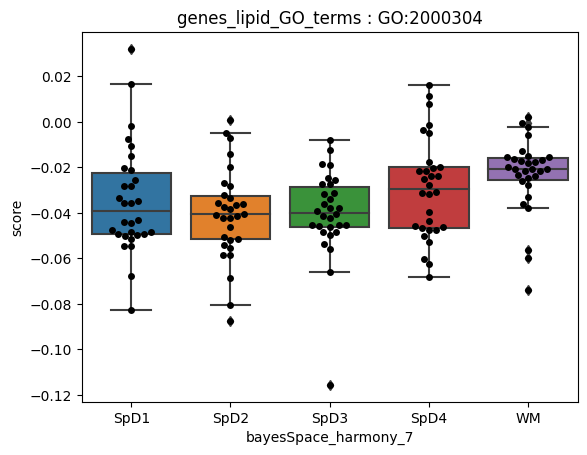 genes_lipid_GO_terms : GO:2000304
0.02
0.00
−0.02
−0.04
−0.06
−0.08
−0.10
−0.12
score
SpD1 SpD2 SpD3 SpD4 WM
bayesSpace_harmony_7